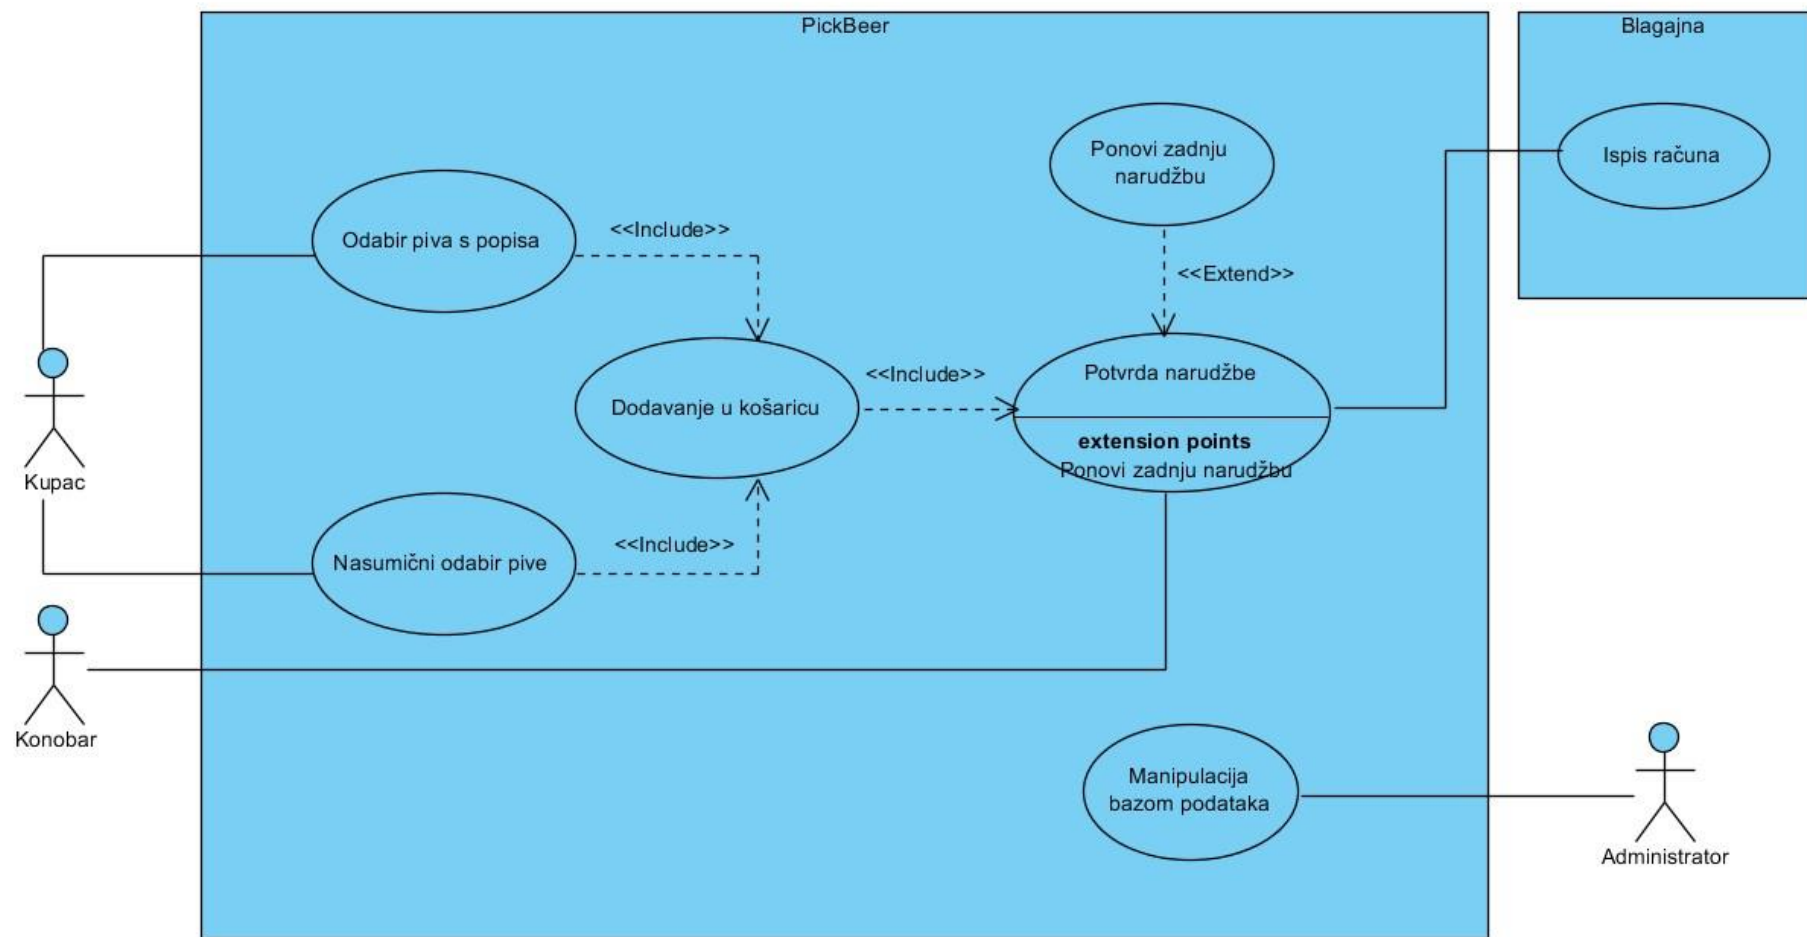 PickBeer
Blagajna
Ponovi zadnju
narudžbu
Ispis računa
Odabir piva s popisa
<<Include>>
<<Extend>>
Dodavanje u košaricu
<<Include>>
Potvrda narudžbe
extension points
Ponovi zadnju narudžbu
Kupac
Nasumični odabir pive
<<Include>>
Konobar
Manipulacija
bazom podataka
Administrator